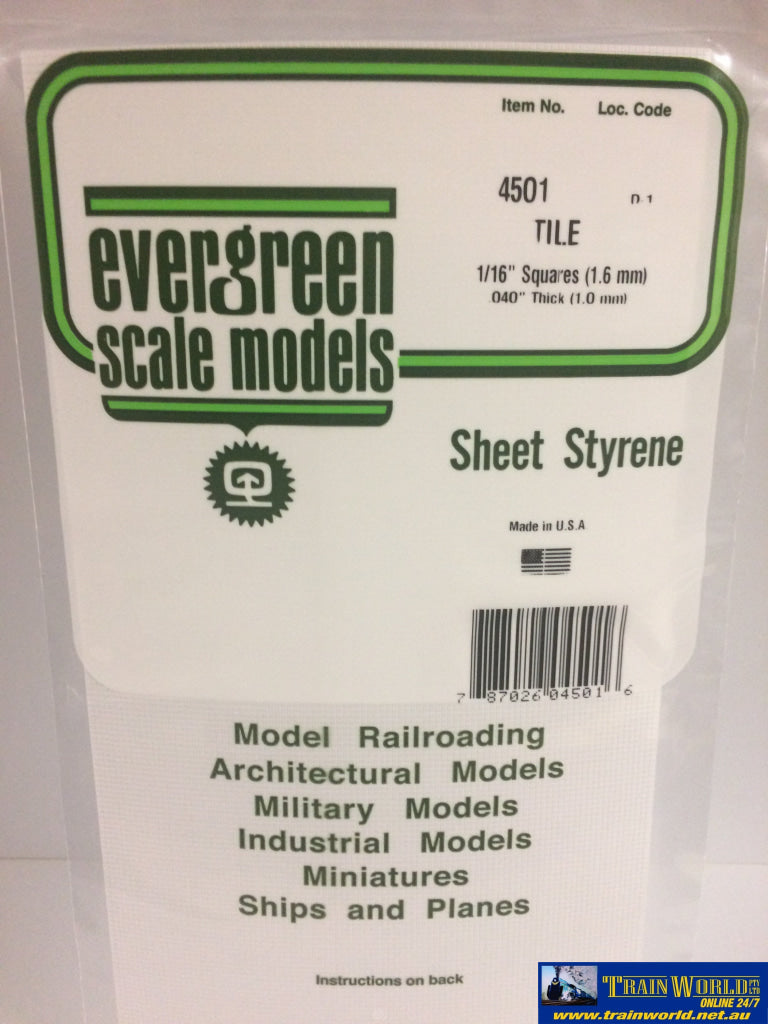 Item No. Loc. Code
4501 D-1
TILE
1/16" Squares (1.6 mm)
.040" Thick (1.0 mm)
evergreen
scale models
Sheet Styrene
Made in U.S.A
7 87026 04501 6
Model Railroading
Architectural Models
Military Models
Industrial Models
Miniatures
Ships and Planes
Instructions on back
TRAIN WORLD PTY LTD
ONLINE 24/7
www.trainworld.net.au